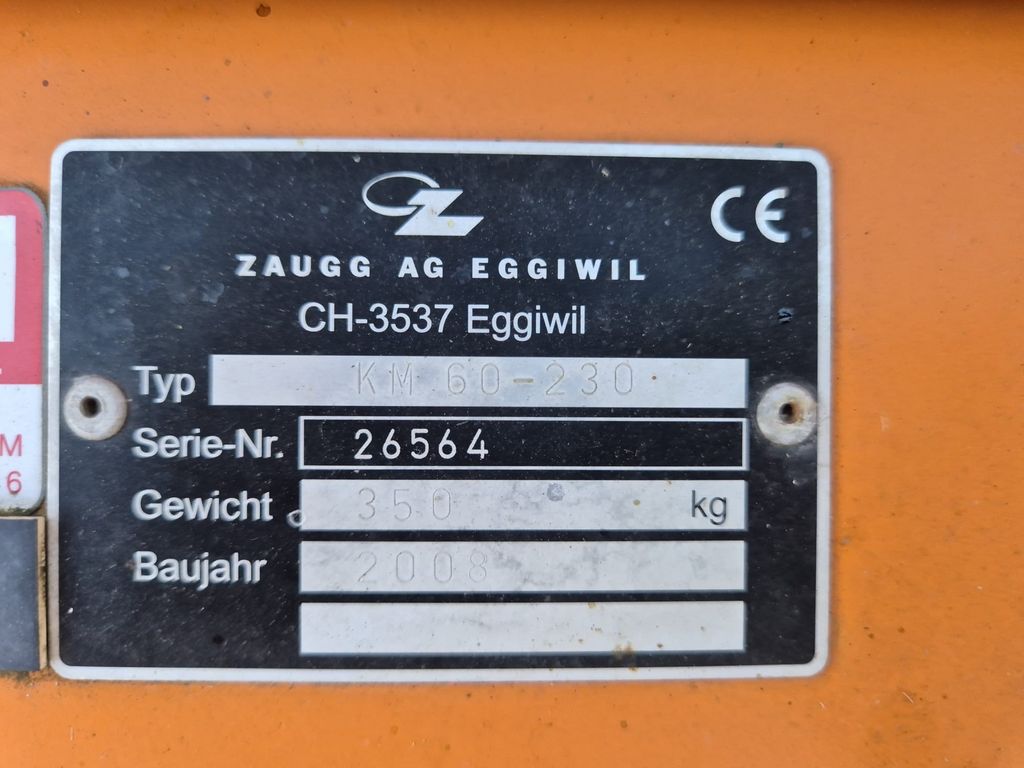 CE
ZAUGG AG EGGIWIL
CH-3537 Eggiwil
Typ KM 60-230
Serie-Nr. 26564
Gewicht 350 kg
Baujahr 2008
M
6